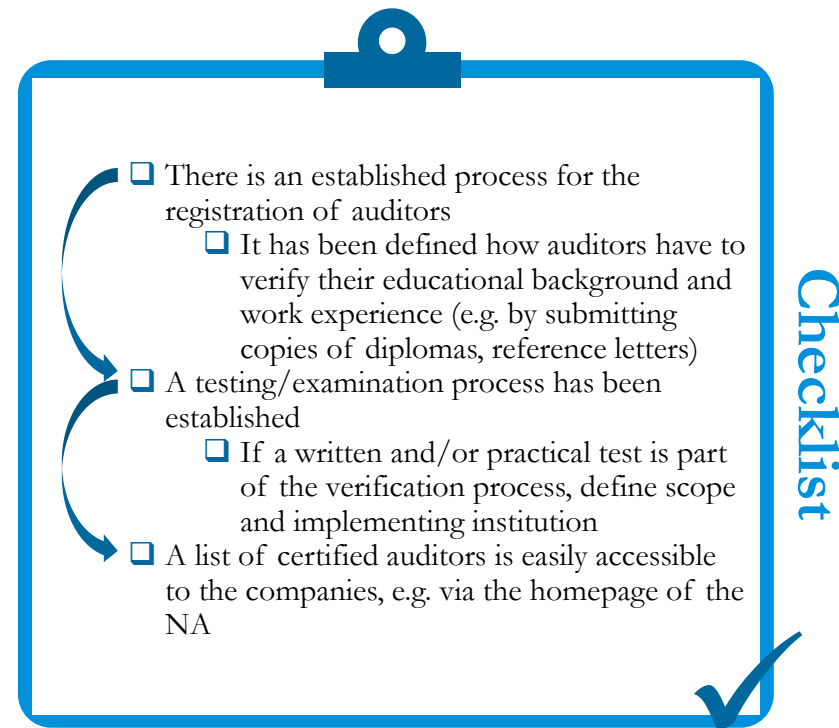 ❑ There is an established process for the
registration of auditors
❑ It has been defined how auditors have to
verify their educational background and
work experience (e.g. by submitting
copies of diplomas, reference letters)
❑ A testing/examination process has been
established
❑ If a written and/or practical test is part
of the verification process, define scope
and implementing institution
❑ A list of certified auditors is easily accessible
to the companies, e.g. via the homepage of the
NA
Checklist